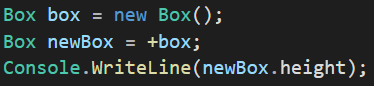 Box box = new Box();
Box newBox = +box;
Console.WriteLine(newBox.height);